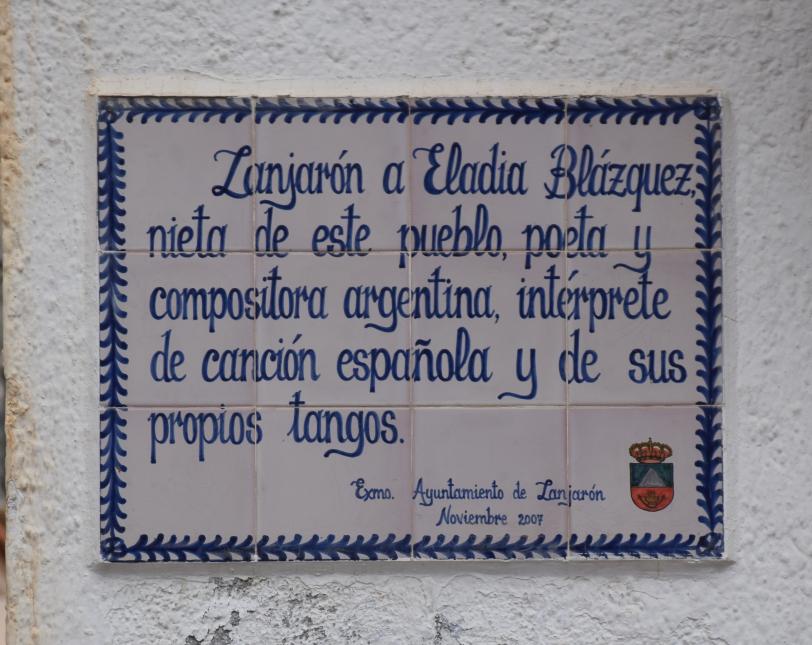 Lanjarón a Eladia Blázquez,
nieta de este pueblo, poeta y
compositora argentina, intérprete
de canción española y de sus
propios tangos.
Exmo. Ayuntamiento de Lanjarón
Noviembre 2007